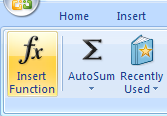 Home Insert
fx Σ
Insert AutoSum Recently
Function Used